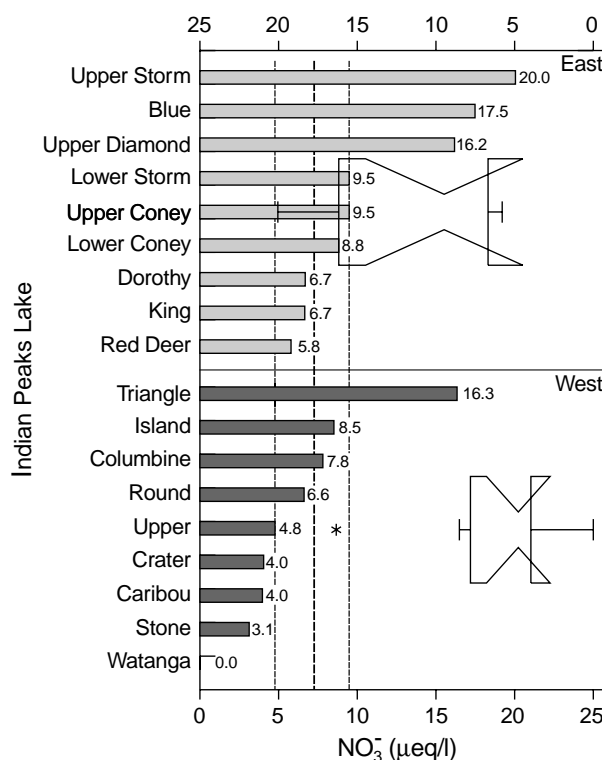 25 20 15 10 5 0
East
Upper Storm 20.0
Blue 17.5
Upper Diamond 16.2
Lower Storm 9.5
Upper Coney 9.5
Lower Coney 8.8
Dorothy 6.7
King 6.7
Red Deer 5.8
West
Triangle 16.3
Island 8.5
Columbine 7.8
Round 6.6
Upper 4.8 *
Crater 4.0
Caribou 4.0
Stone 3.1
Watanga 0.0
0 5 10 15 20 25
NO₃⁻ (µeq/l)
Indian Peaks Lake